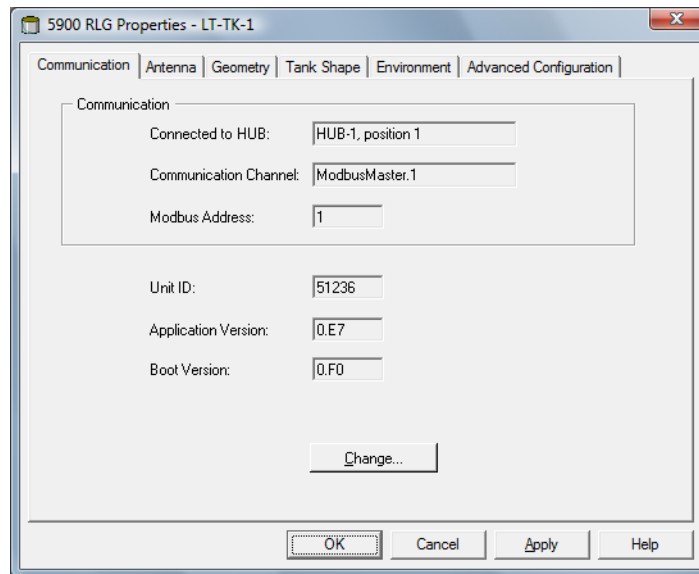 5900 RLG Properties - LT-TK-1
Communication Antenna Geometry Tank Shape Environment Advanced Configuration
Communication
Connected to HUB: HUB-1, position 1
Communication Channel: ModbusMaster.1
Modbus Address: 1
Unit ID: 51236
Application Version: 0.E7
Boot Version: 0.F0
Change...
OK Cancel Apply Help